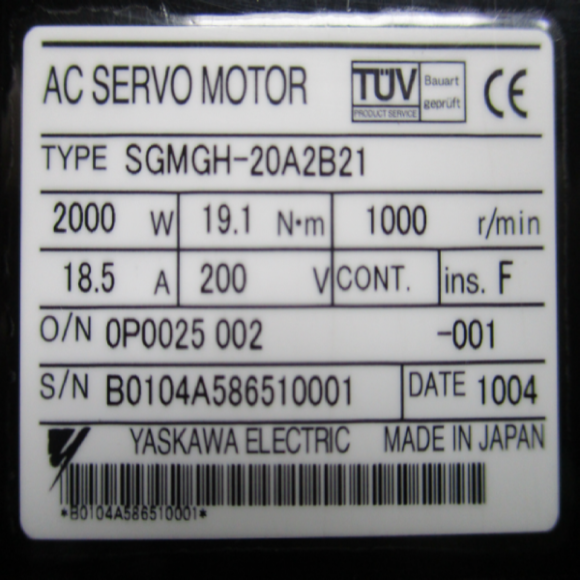 AC SERVO MOTOR TÜV Bauart geprüft PRODUCT SERVICE CE
TYPE SGMGH-20A2B21
2000 W 19.1 N·m 1000 r/min
18.5 A 200 V CONT. ins. F
O/N 0P0025 002 -001
S/N B0104A586510001 DATE 1004
YASKAWA ELECTRIC MADE IN JAPAN
*B0104A586510001*